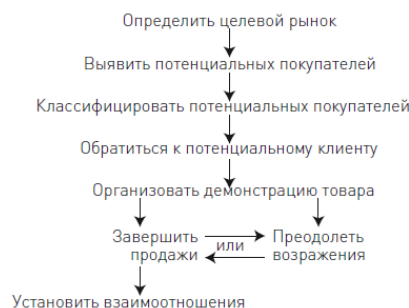 Определить целевой рынок
Выявить потенциальных покупателей
Классифицировать потенциальных покупателей
Обратиться к потенциальному клиенту
Организовать демонстрацию товара
Завершить продажи
или
Преодолеть возражения
Установить взаимоотношения